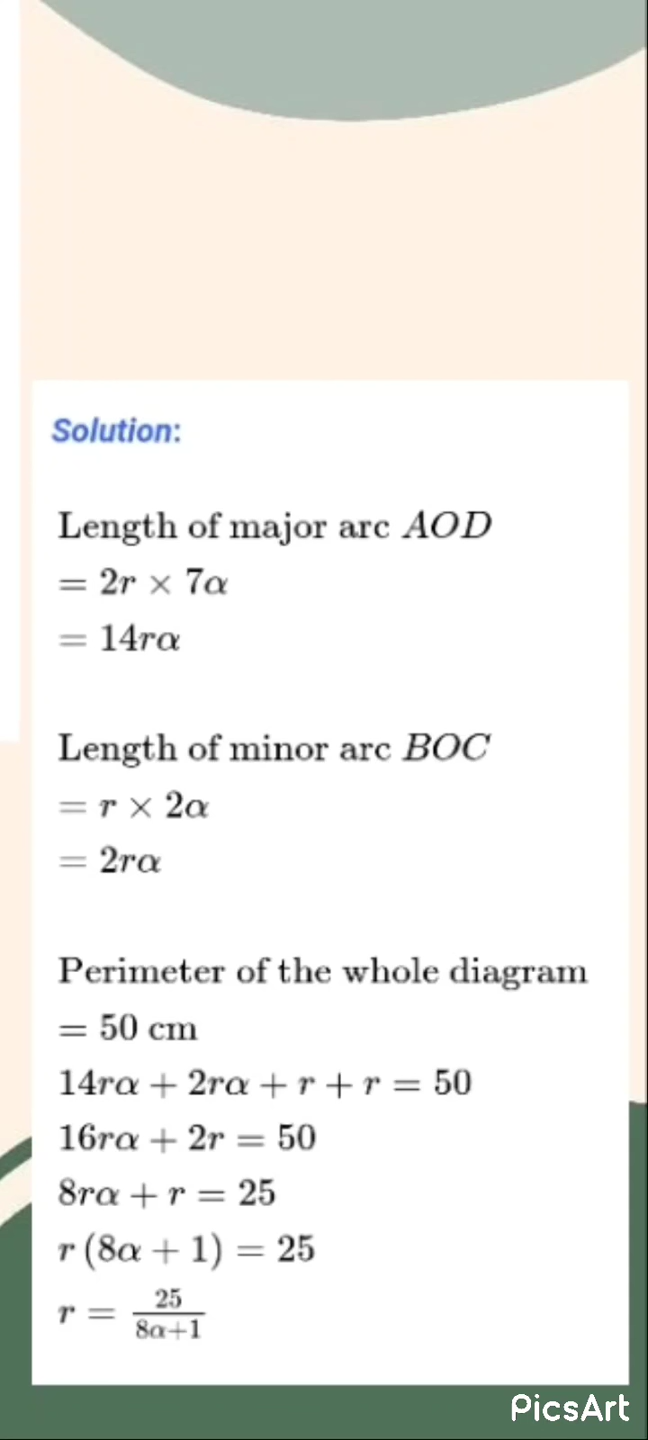 Solution:
Length of major arc AOD
= 2r × 7α
= 14rα
Length of minor arc BOC
= r × 2α
= 2rα
Perimeter of the whole diagram
= 50 cm
14rα + 2rα + r + r = 50
16rα + 2r = 50
8rα + r = 25
r (8α + 1) = 25
r = 25/8α+1
PicsArt